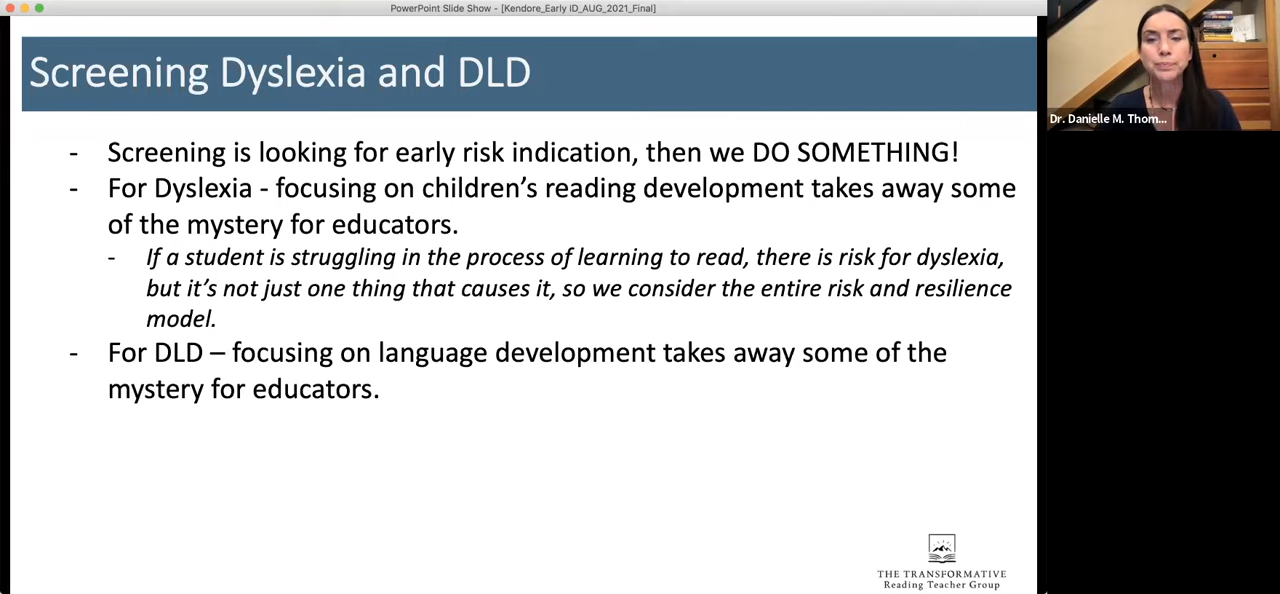 PowerPoint Slide Show - [Kendore_Early ID_AUG_2021_Final]
Screening Dyslexia and DLD
Dr. Danielle M. Thom...
- Screening is looking for early risk indication, then we DO SOMETHING!
- For Dyslexia - focusing on children’s reading development takes away some
of the mystery for educators.
- If a student is struggling in the process of learning to read, there is risk for dyslexia,
but it’s not just one thing that causes it, so we consider the entire risk and resilience
model.
- For DLD – focusing on language development takes away some of the
mystery for educators.
THE TRANSFORMATIVE
Reading Teacher Group